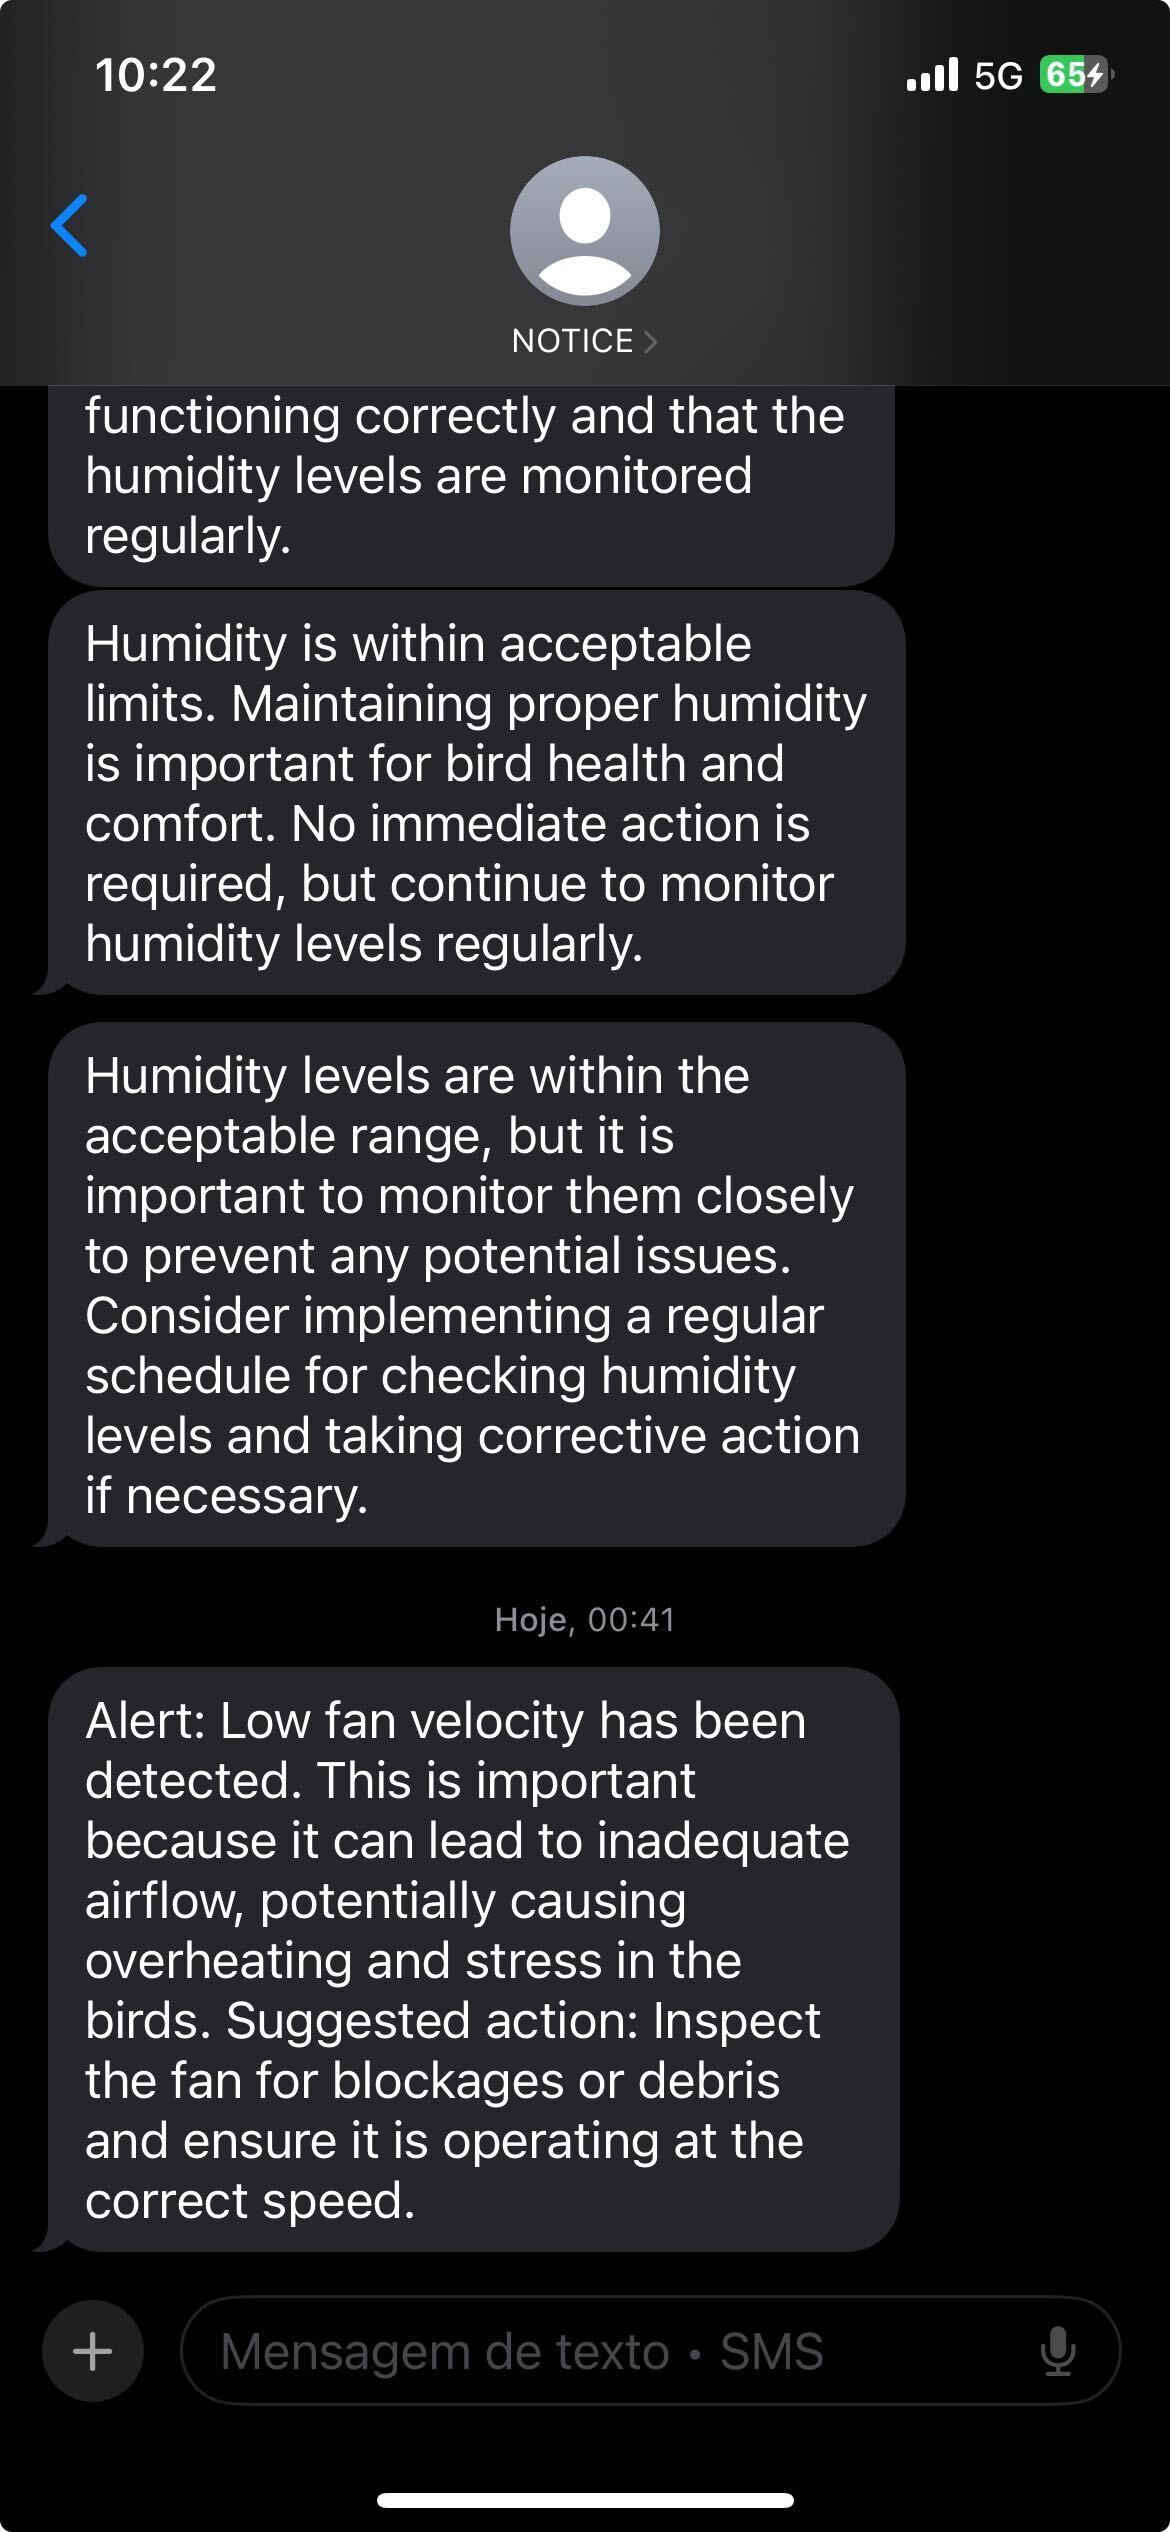 10:22
5G 65
NOTICE
functioning correctly and that the
humidity levels are monitored
regularly.
Humidity is within acceptable
limits. Maintaining proper humidity
is important for bird health and
comfort. No immediate action is
required, but continue to monitor
humidity levels regularly.
Humidity levels are within the
acceptable range, but it is
important to monitor them closely
to prevent any potential issues.
Consider implementing a regular
schedule for checking humidity
levels and taking corrective action
if necessary.
Hoje, 00:41
Alert: Low fan velocity has been
detected. This is important
because it can lead to inadequate
airflow, potentially causing
overheating and stress in the
birds. Suggested action: Inspect
the fan for blockages or debris
and ensure it is operating at the
correct speed.
Mensagem de texto • SMS